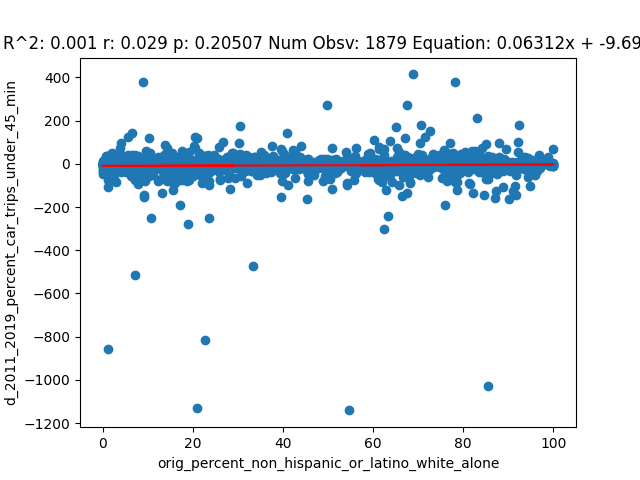 R^2: 0.001 r: 0.029 p: 0.20507 Num Obsv: 1879 Equation: 0.06312x + -9.69
400
200
0
−200
−400
−600
−800
−1000
−1200
d_2011_2019_percent_car_trips_under_45_min
0 20 40 60 80 100
orig_percent_non_hispanic_or_latino_white_alone